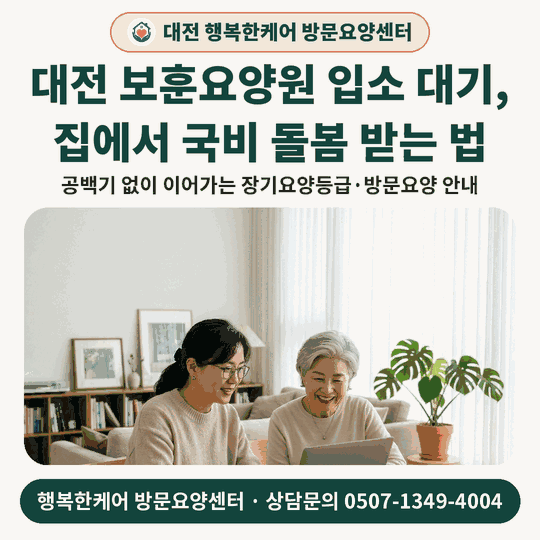 대전 행복한케어 방문요양센터
대전 보훈요양원 입소 대기,
집에서 국비 돌봄 받는 법
공백기 없이 이어가는 장기요양등급·방문요양 안내
행복한케어 방문요양센터 · 상담문의 0507-1349-4004